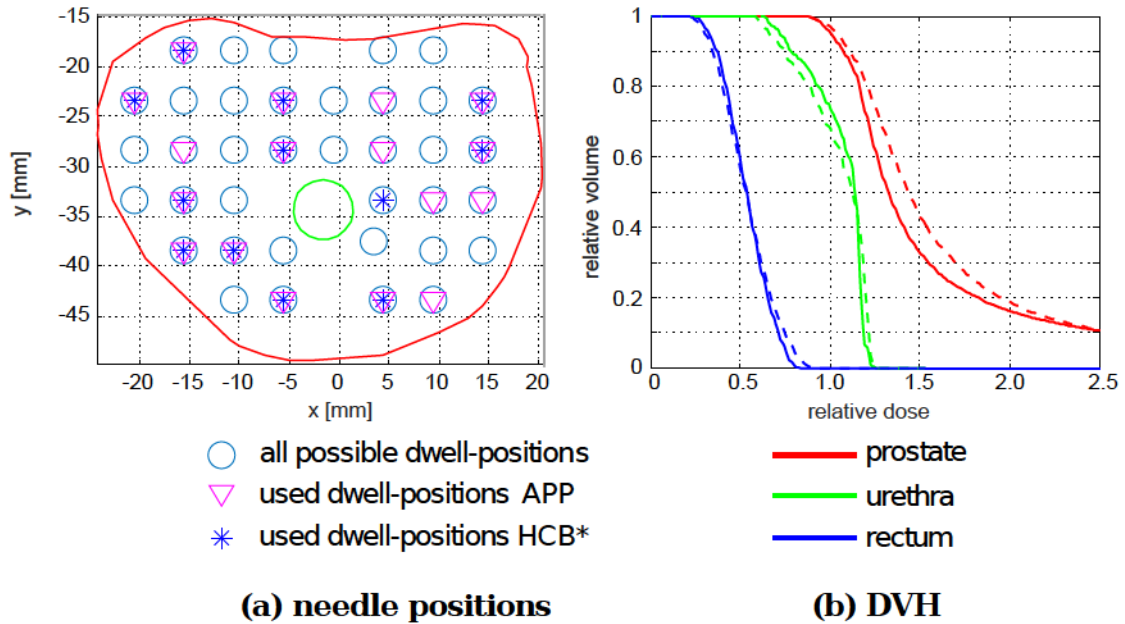 -15
-20
-25
-30
-35
-40
-45
y [mm]
-20 -15 -10 -5 0 5 10 15 20
x [mm]
1
0.8
0.6
0.4
0.2
0
relative volume
0 0.5 1.0 1.5 2.0 2.5
relative dose
all possible dwell-positions
used dwell-positions APP
used dwell-positions HCB*
prostate
urethra
rectum
(a) needle positions
(b) DVH